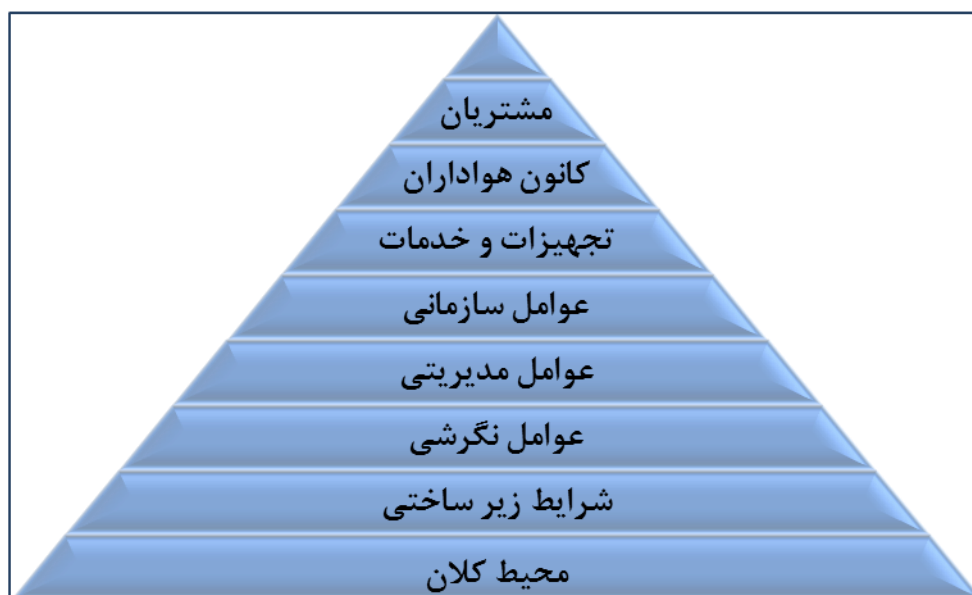 مشتریان
کانون هواداران
تجهیزات و خدمات
عوامل سازمانی
عوامل مدیریتی
عوامل نگرشی
شرایط زیر ساختی
محیط کلان